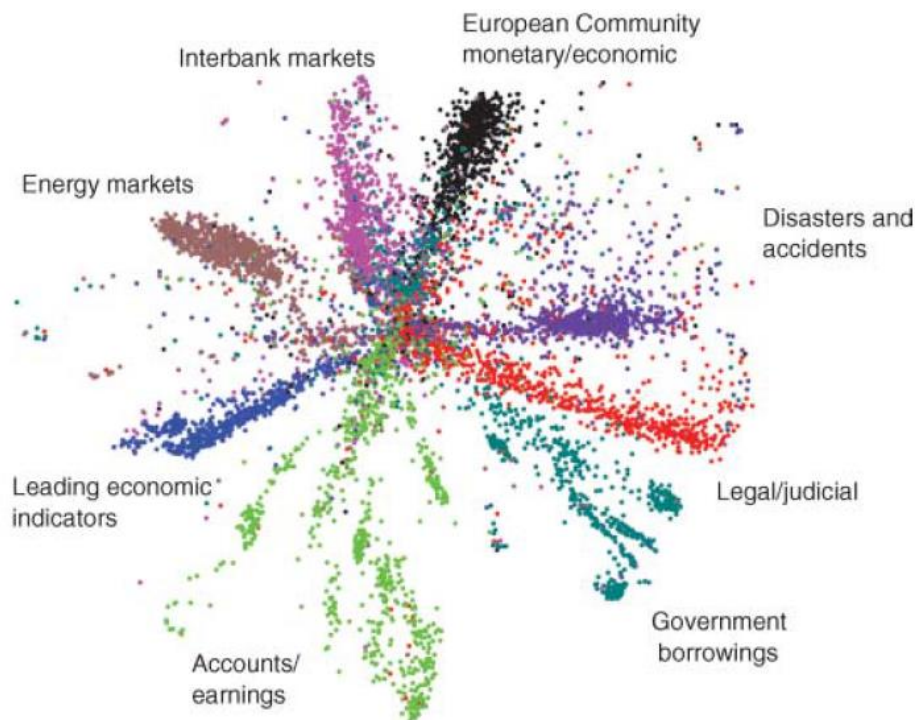 European Community
monetary/economic
Interbank markets
Energy markets
Disasters and
accidents
Leading economic
indicators
Legal/judicial
Government
borrowings
Accounts/
earnings